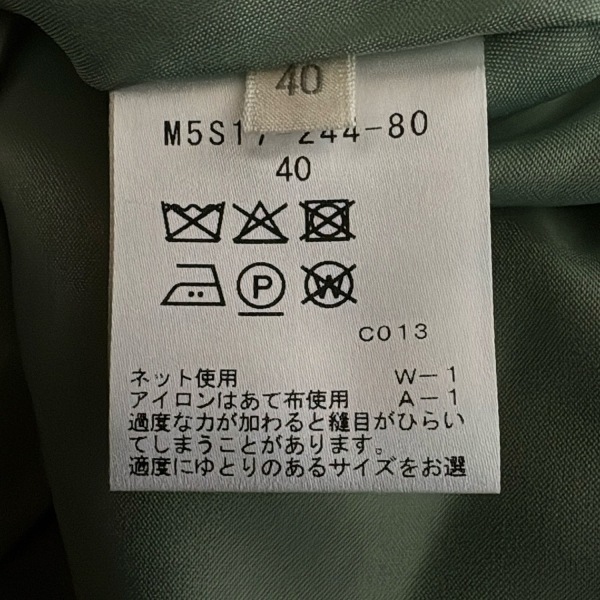 40
M5S17 244-80
40
P
W
C013
ネット使用 W-1
アイロンはあて布使用 A-1
過度な力が加わると縫目がひらい
てしまうことがあります。
適度にゆとりのあるサイズをお選